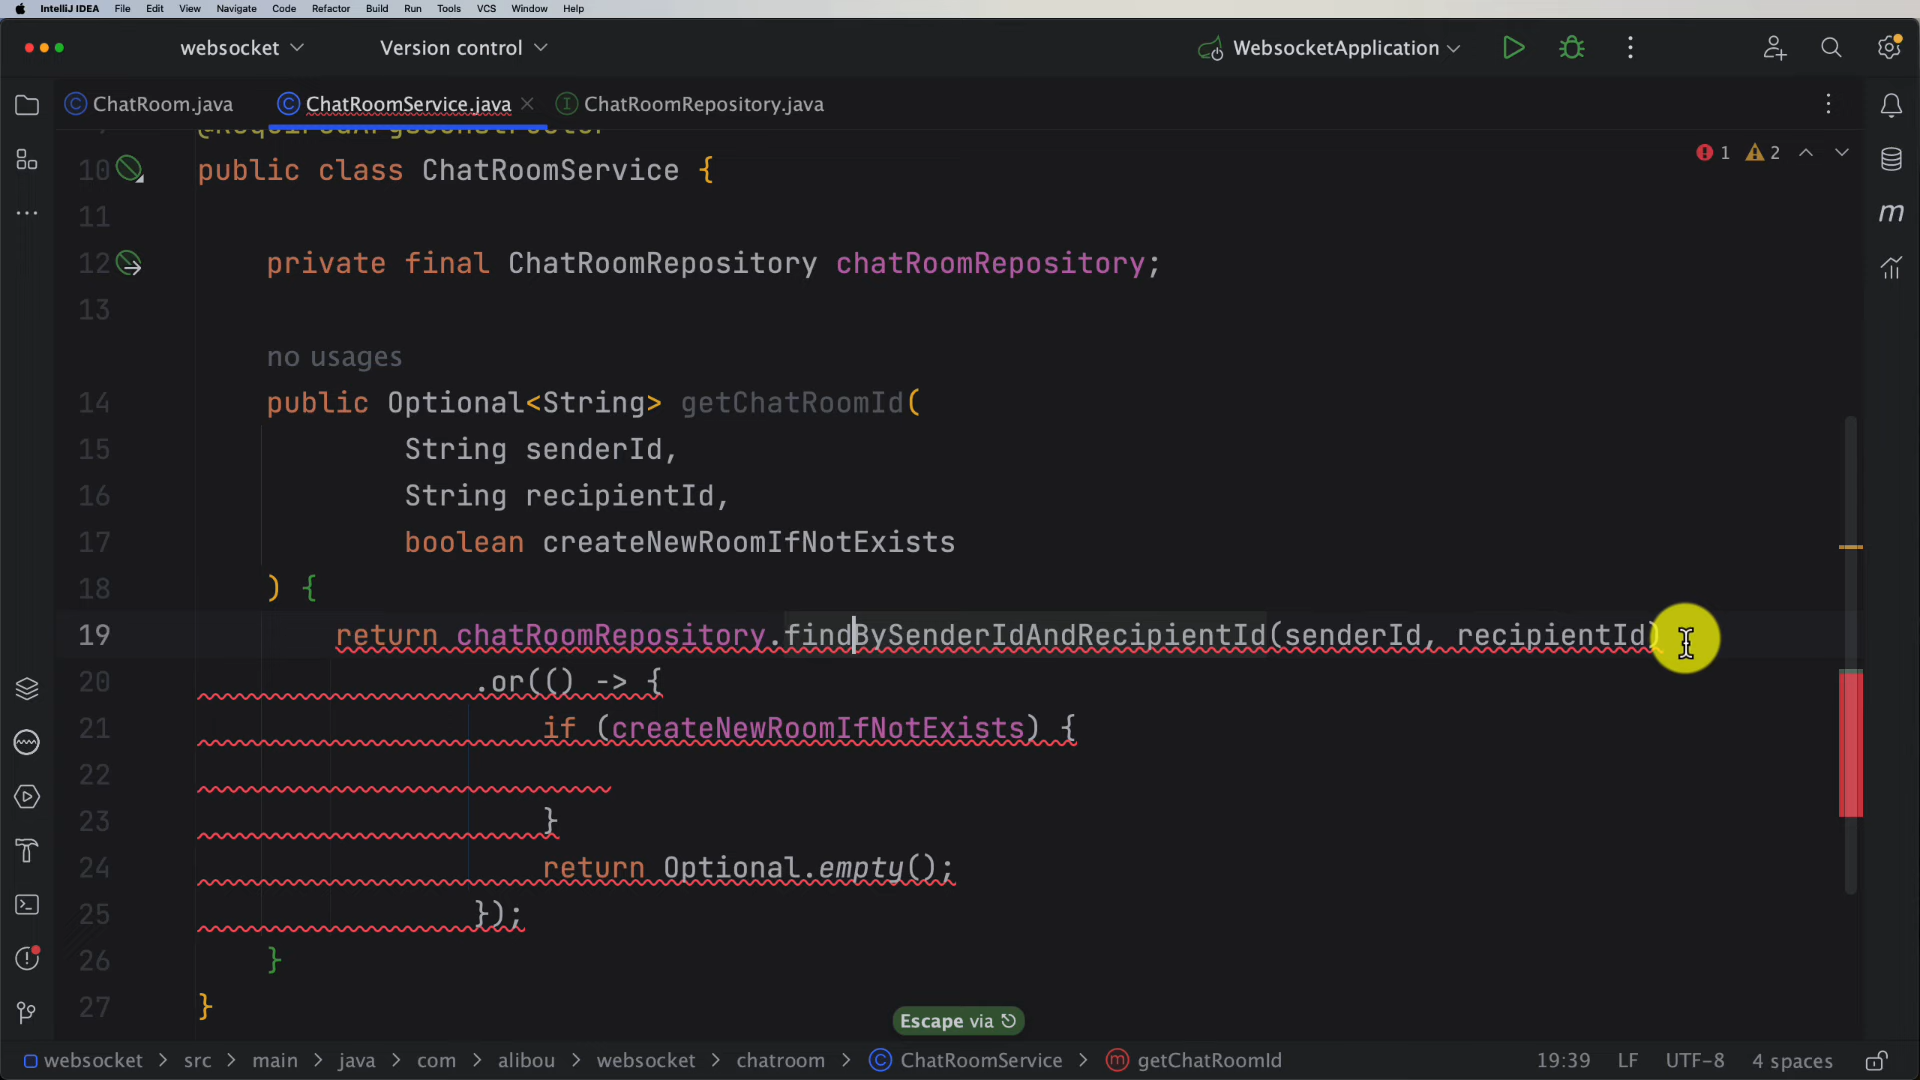 IntelliJ IDEA File Edit View Navigate Code Refactor Build Run Tools VCS Window Help
websocket Version control WebsocketApplication
ChatRoom.java ChatRoomService.java ChatRoomRepository.java
@RequiredArgsConstructor
1 2
10 public class ChatRoomService {
11
12 private final ChatRoomRepository chatRoomRepository;
13
no usages
14 public Optional<String> getChatRoomId(
15 String senderId,
16 String recipientId,
17 boolean createNewRoomIfNotExists
18 ) {
19 return chatRoomRepository.findBySenderIdAndRecipientId(senderId, recipientId)
20 .or(() -> {
21 if (createNewRoomIfNotExists) {
22
23 }
24 return Optional.empty();
25 });
26 }
27 }
Escape via
websocket > src > main > java > com > alibou > websocket > chatroom > ChatRoomService > getChatRoomId 19:39 LF UTF-8 4 spaces